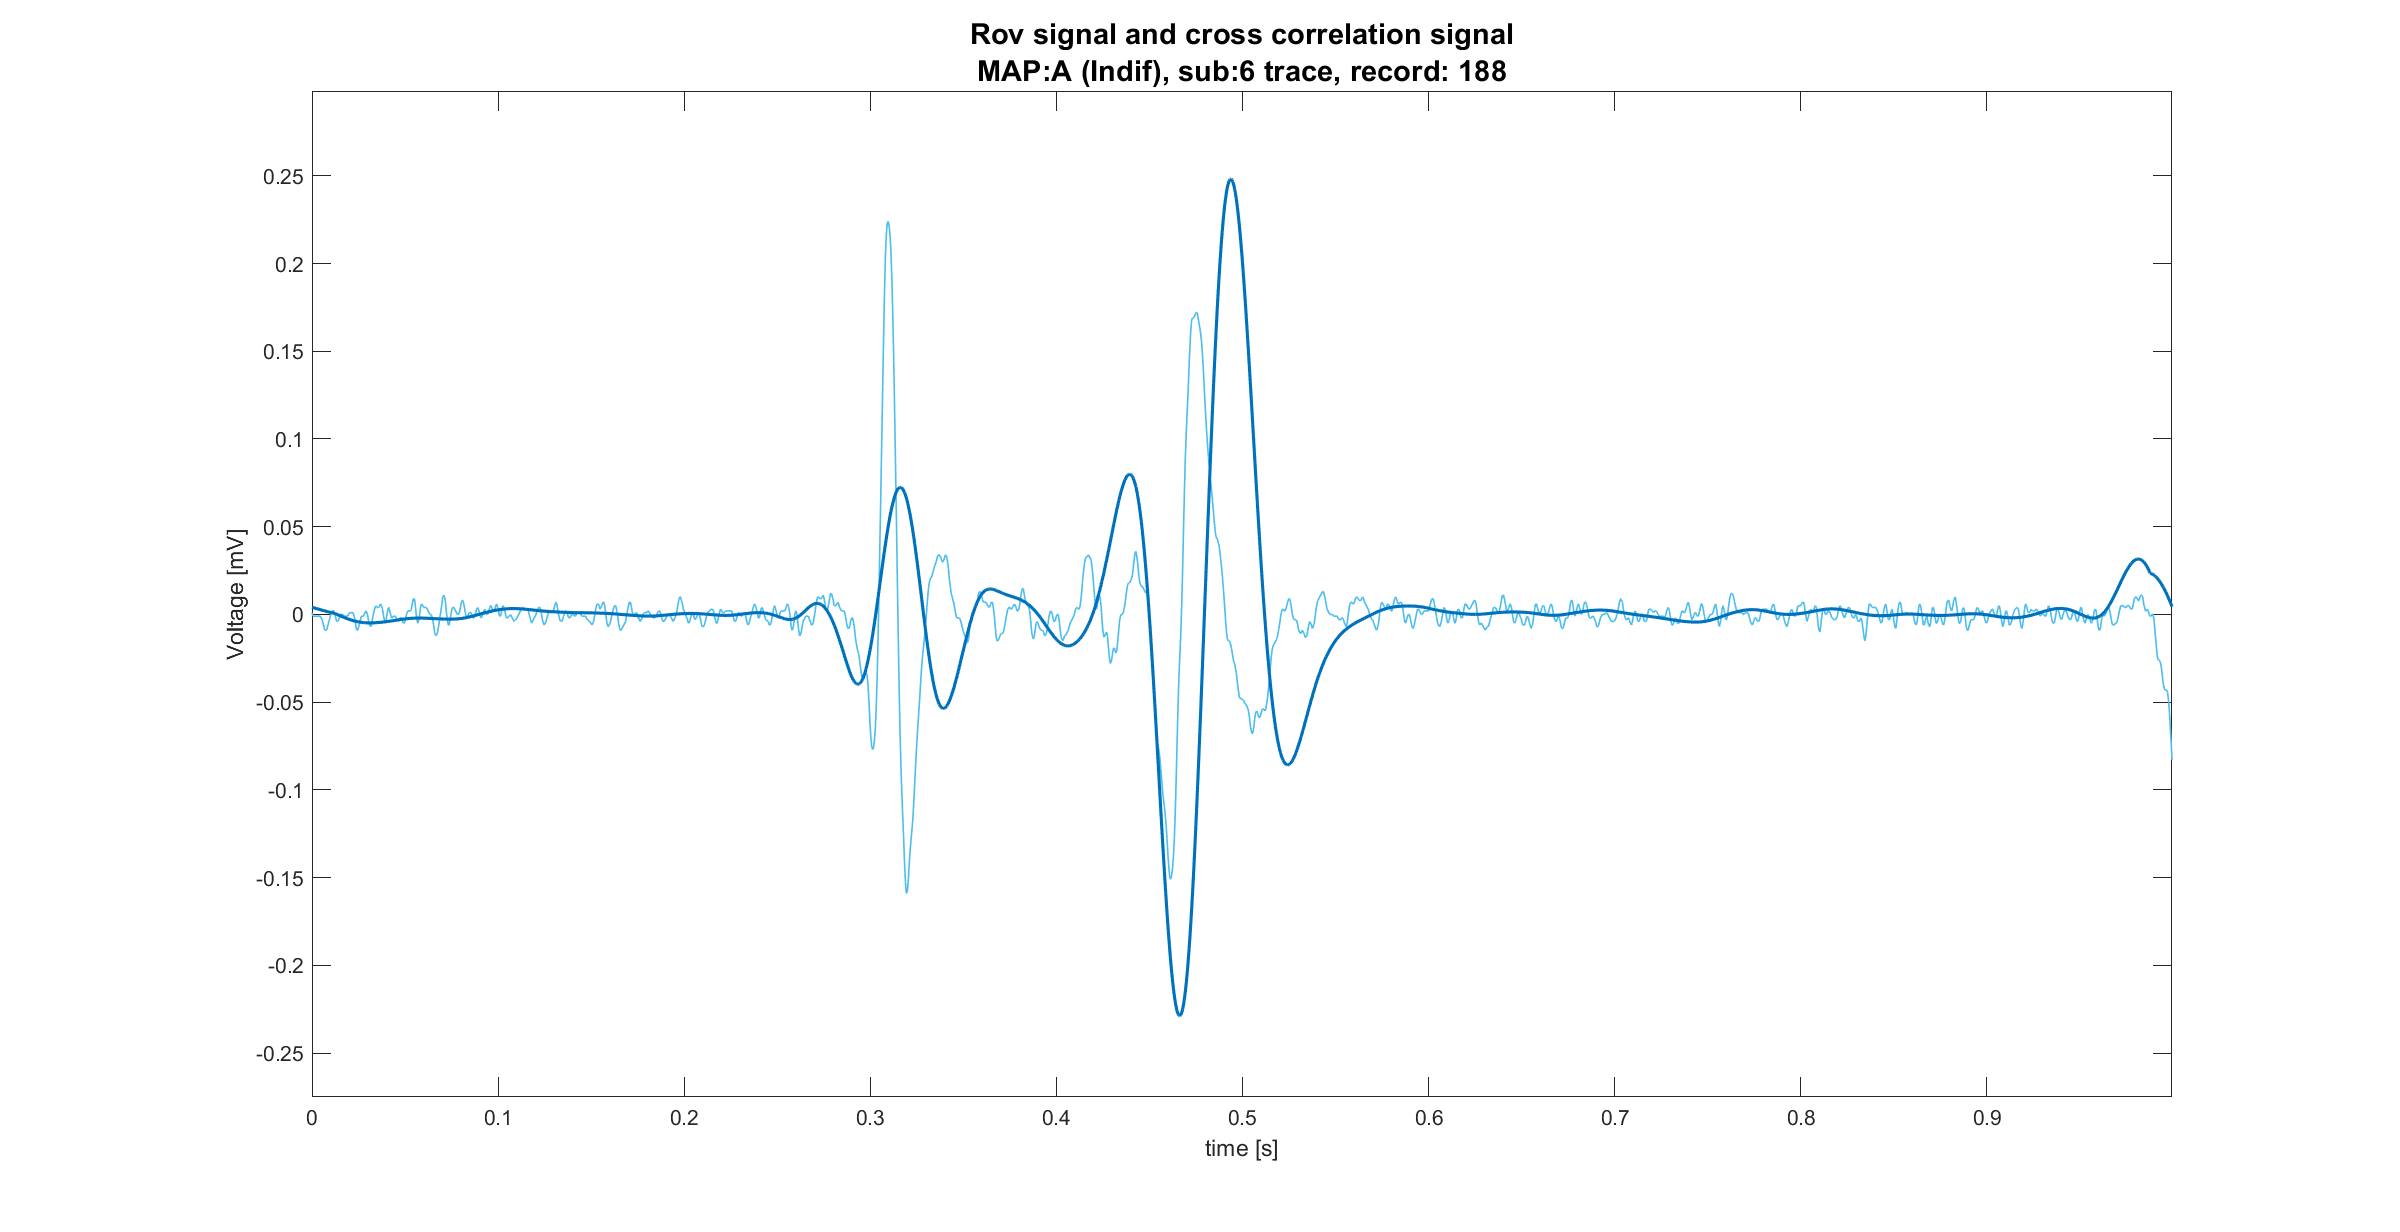 Rov signal and cross correlation signal
MAP:A (Indif), sub:6 trace, record: 188
0.25
0.2
0.15
0.1
0.05
0
-0.05
-0.1
-0.15
-0.2
-0.25
Voltage [mV]
0 0.1 0.2 0.3 0.4 0.5 0.6 0.7 0.8 0.9
time [s]